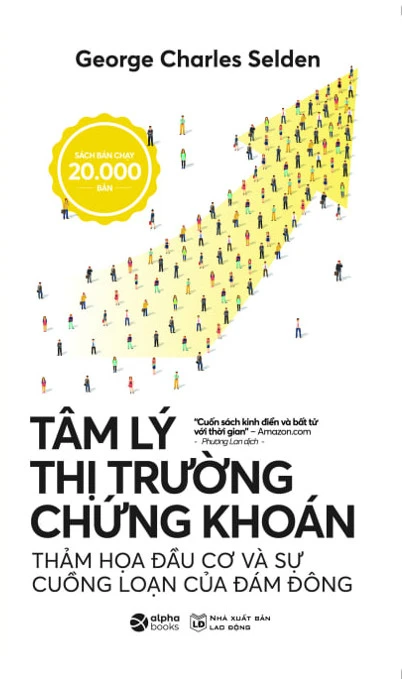 George Charles Selden
SÁCH BÁN CHẠY
20.000
BẢN
TÂM LÝ
"Cuốn sách kinh điển và bất tử
với thời gian" – Amazon.com
- Phương Lan dịch -
THỊ TRƯỜNG
CHỨNG KHOÁN
THẢM HỌA ĐẦU CƠ VÀ SỰ
CUỒNG LOẠN CỦA ĐÁM ĐÔNG
alpha
books
LĐ
NHÀ XUẤT BẢN
LAO ĐỘNG